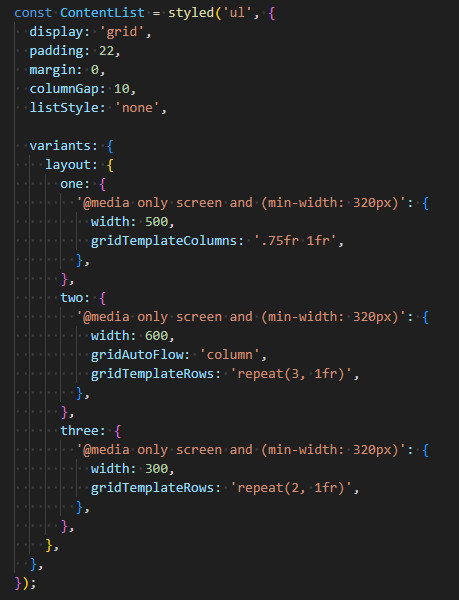 const ContentList = styled('ul', {
  display: 'grid',
  padding: 22,
  margin: 0,
  columnGap: 10,
  listStyle: 'none',

  variants: {
    layout: {
      one: {
        '@media only screen and (min-width: 320px)': {
          width: 500,
          gridTemplateColumns: '.75fr 1fr',
        },
      },
      two: {
        '@media only screen and (min-width: 320px)': {
          width: 600,
          gridAutoFlow: 'column',
          gridTemplateRows: 'repeat(3, 1fr)',
        },
      },
      three: {
        '@media only screen and (min-width: 320px)': {
          width: 300,
          gridTemplateRows: 'repeat(2, 1fr)',
        },
      },
    },
  },
});